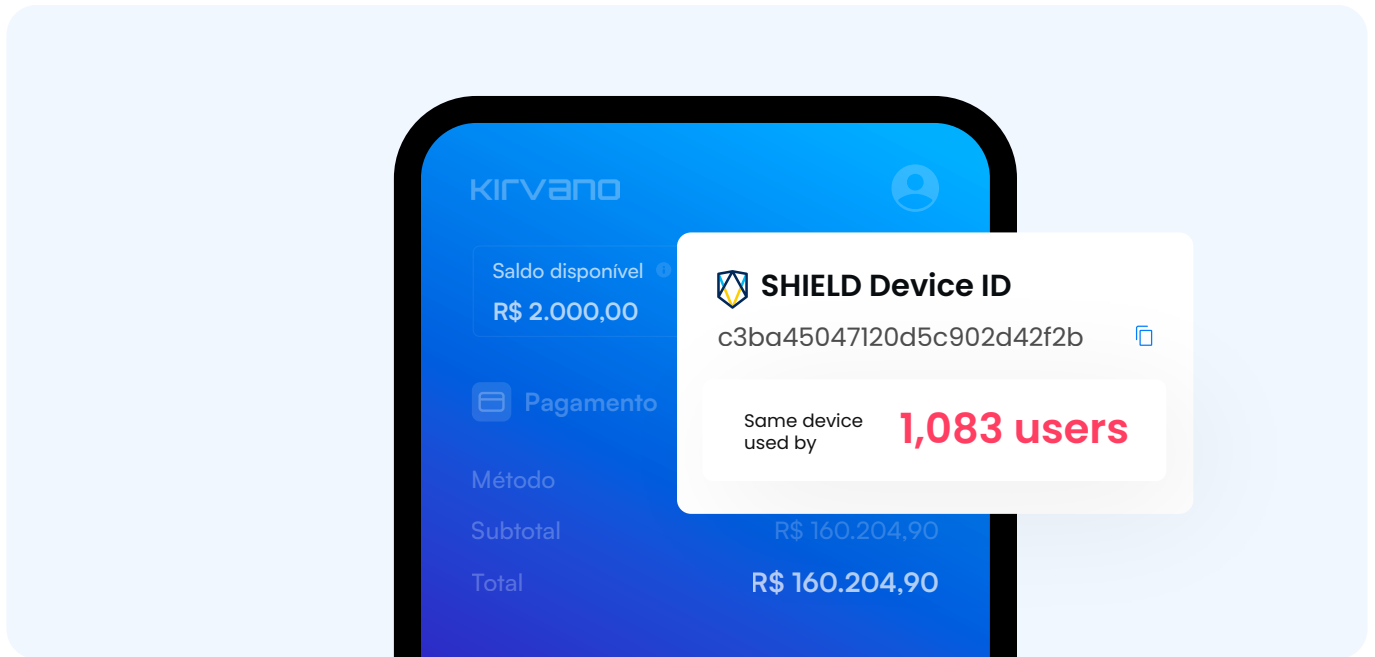 kirvano
Saldo disponível
R$ 2.000,00
SHIELD Device ID
c3ba45047120d5c902d42f2b
Pagamento
Same device
used by
1,083 users
Método
Subtotal R$ 160.204,90
Total R$ 160.204,90